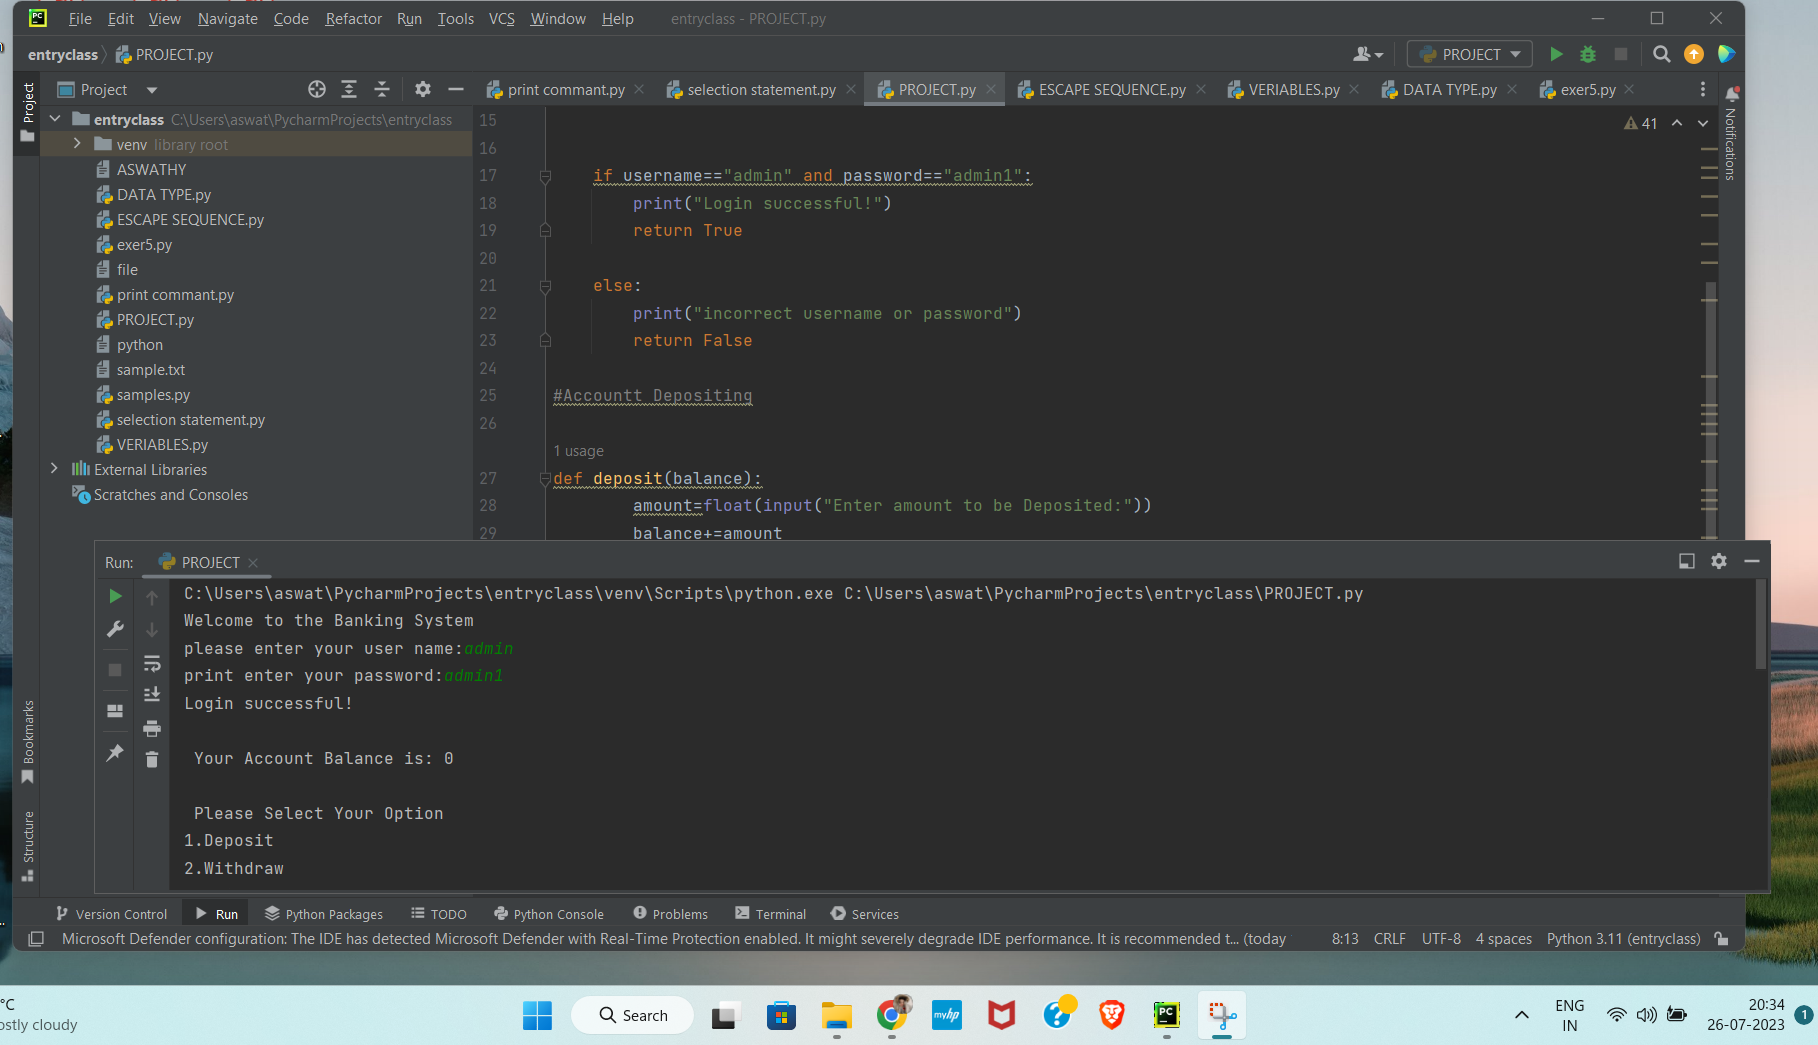 File Edit View Navigate Code Refactor Run Tools VCS Window Help entryclass - PROJECT.py
entryclass PROJECT.py PROJECT
Project
Project print commant.py selection statement.py PROJECT.py ESCAPE SEQUENCE.py VERIABLES.py DATA TYPE.py exer5.py
Notifications
entryclass C:\Users\aswat\PycharmProjects\entryclass
venv library root
ASWATHY
DATA TYPE.py
ESCAPE SEQUENCE.py
exer5.py
file
print commant.py
PROJECT.py
python
sample.txt
samples.py
selection statement.py
VERIABLES.py
External Libraries
Scratches and Consoles
41
15
16
17 if username=="admin" and password=="admin1":
18 print("Login successful!")
19 return True
20
21 else:
22 print("incorrect username or password")
23 return False
24
25 #Accountt Depositing
26
1 usage
27 def deposit(balance):
28 amount=float(input("Enter amount to be Deposited:"))
29 balance+=amount
Run: PROJECT
C:\Users\aswat\PycharmProjects\entryclass\venv\Scripts\python.exe C:\Users\aswat\PycharmProjects\entryclass\PROJECT.py
Welcome to the Banking System
please enter your user name:admin
print enter your password:admin1
Login successful!
Your Account Balance is: 0
Please Select Your Option
1.Deposit
2.Withdraw
Bookmarks
Structure
Version Control Run Python Packages TODO Python Console Problems Terminal Services
Microsoft Defender configuration: The IDE has detected Microsoft Defender with Real-Time Protection enabled. It might severely degrade IDE performance. It is recommended t... (today 8:13 CRLF UTF-8 4 spaces Python 3.11 (entryclass)
°C
ostly cloudy
Search
myhp
PC
ENG
IN
20:34
26-07-2023
1